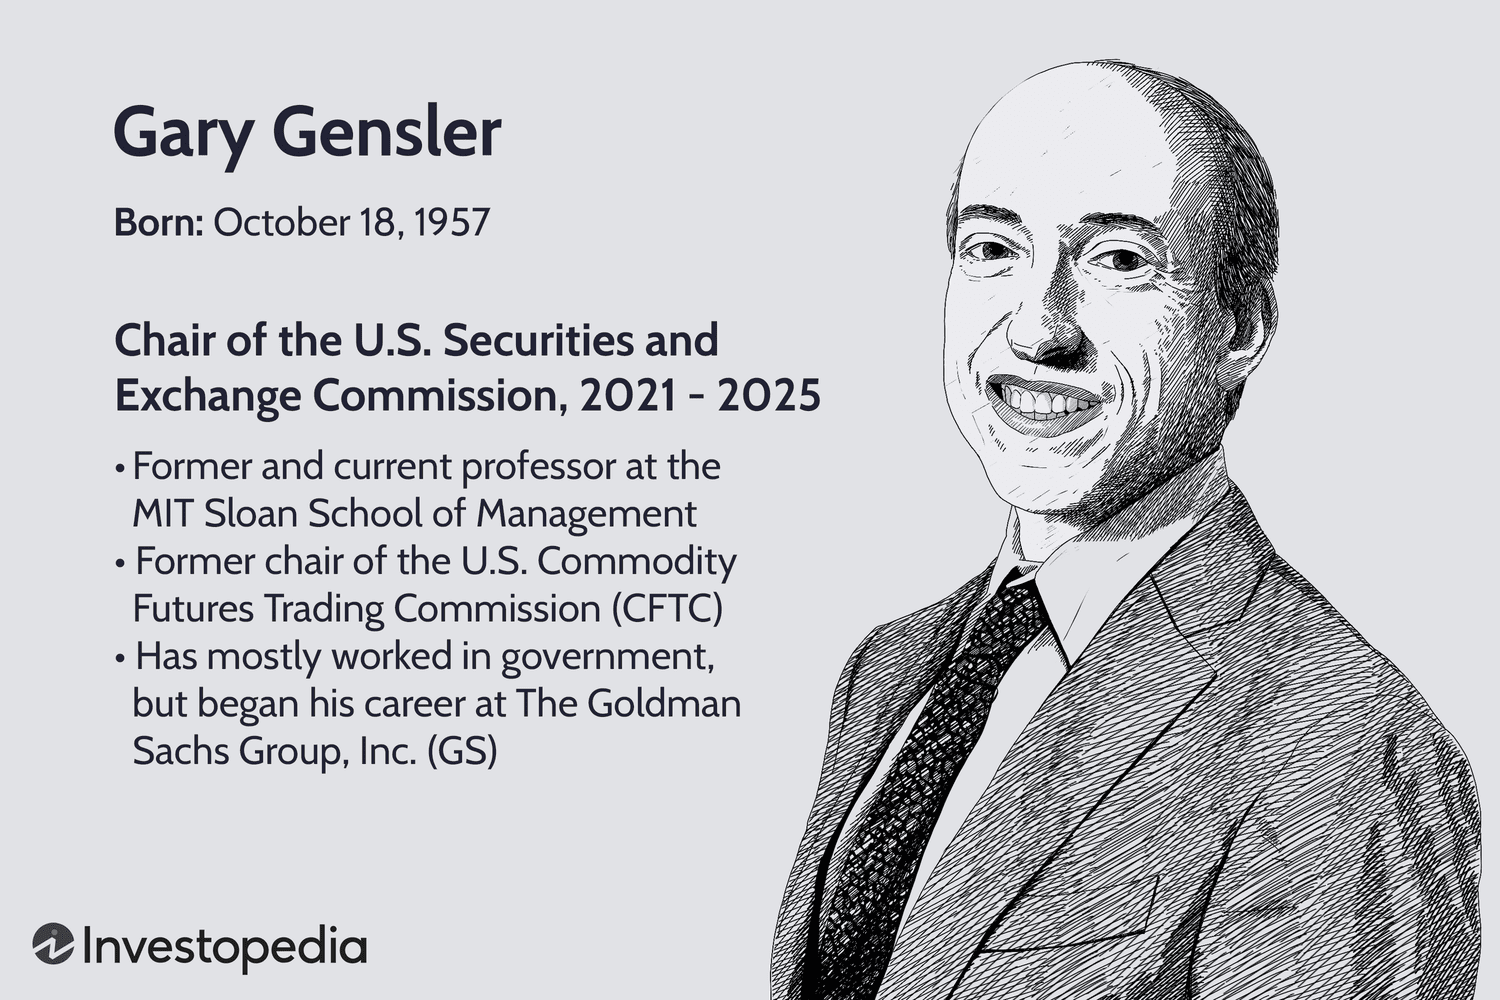 Gary Gensler
Born: October 18, 1957
Chair of the U.S. Securities and
Exchange Commission, 2021 - 2025
• Former and current professor at the
MIT Sloan School of Management
• Former chair of the U.S. Commodity
Futures Trading Commission (CFTC)
• Has mostly worked in government,
but began his career at The Goldman
Sachs Group, Inc. (GS)
Investopedia